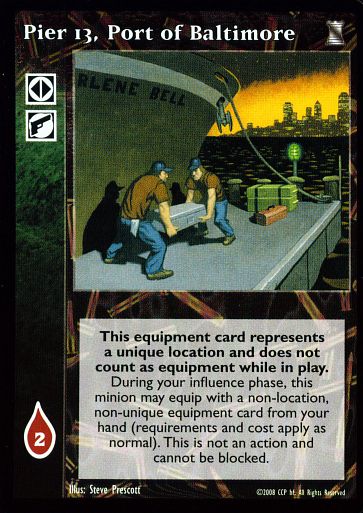 Pier 13, Port of Baltimore
RLENE BELL
This equipment card represents
a unique location and does not
count as equipment while in play.
During your influence phase, this
minion may equip with a non-location,
non-unique equipment card from your
hand (requirements and cost apply as
normal). This is not an action and
cannot be blocked.
2
Illus: Steve Prescott
©2008 CCP hf. All Rights Reserved